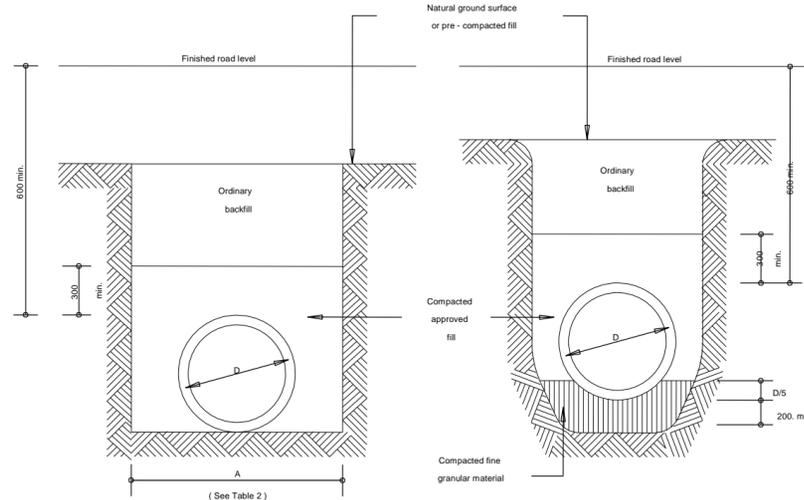 Natural ground surface
or pre - compacted fill
Finished road level
Finished road level
600 min.
600 min.
Ordinary
backfill
Ordinary
backfill
300
min.
300
min.
Compacted
approved
fill
D
D
D/5
200. m
Compacted fine
granular material
A
( See Table 2 )